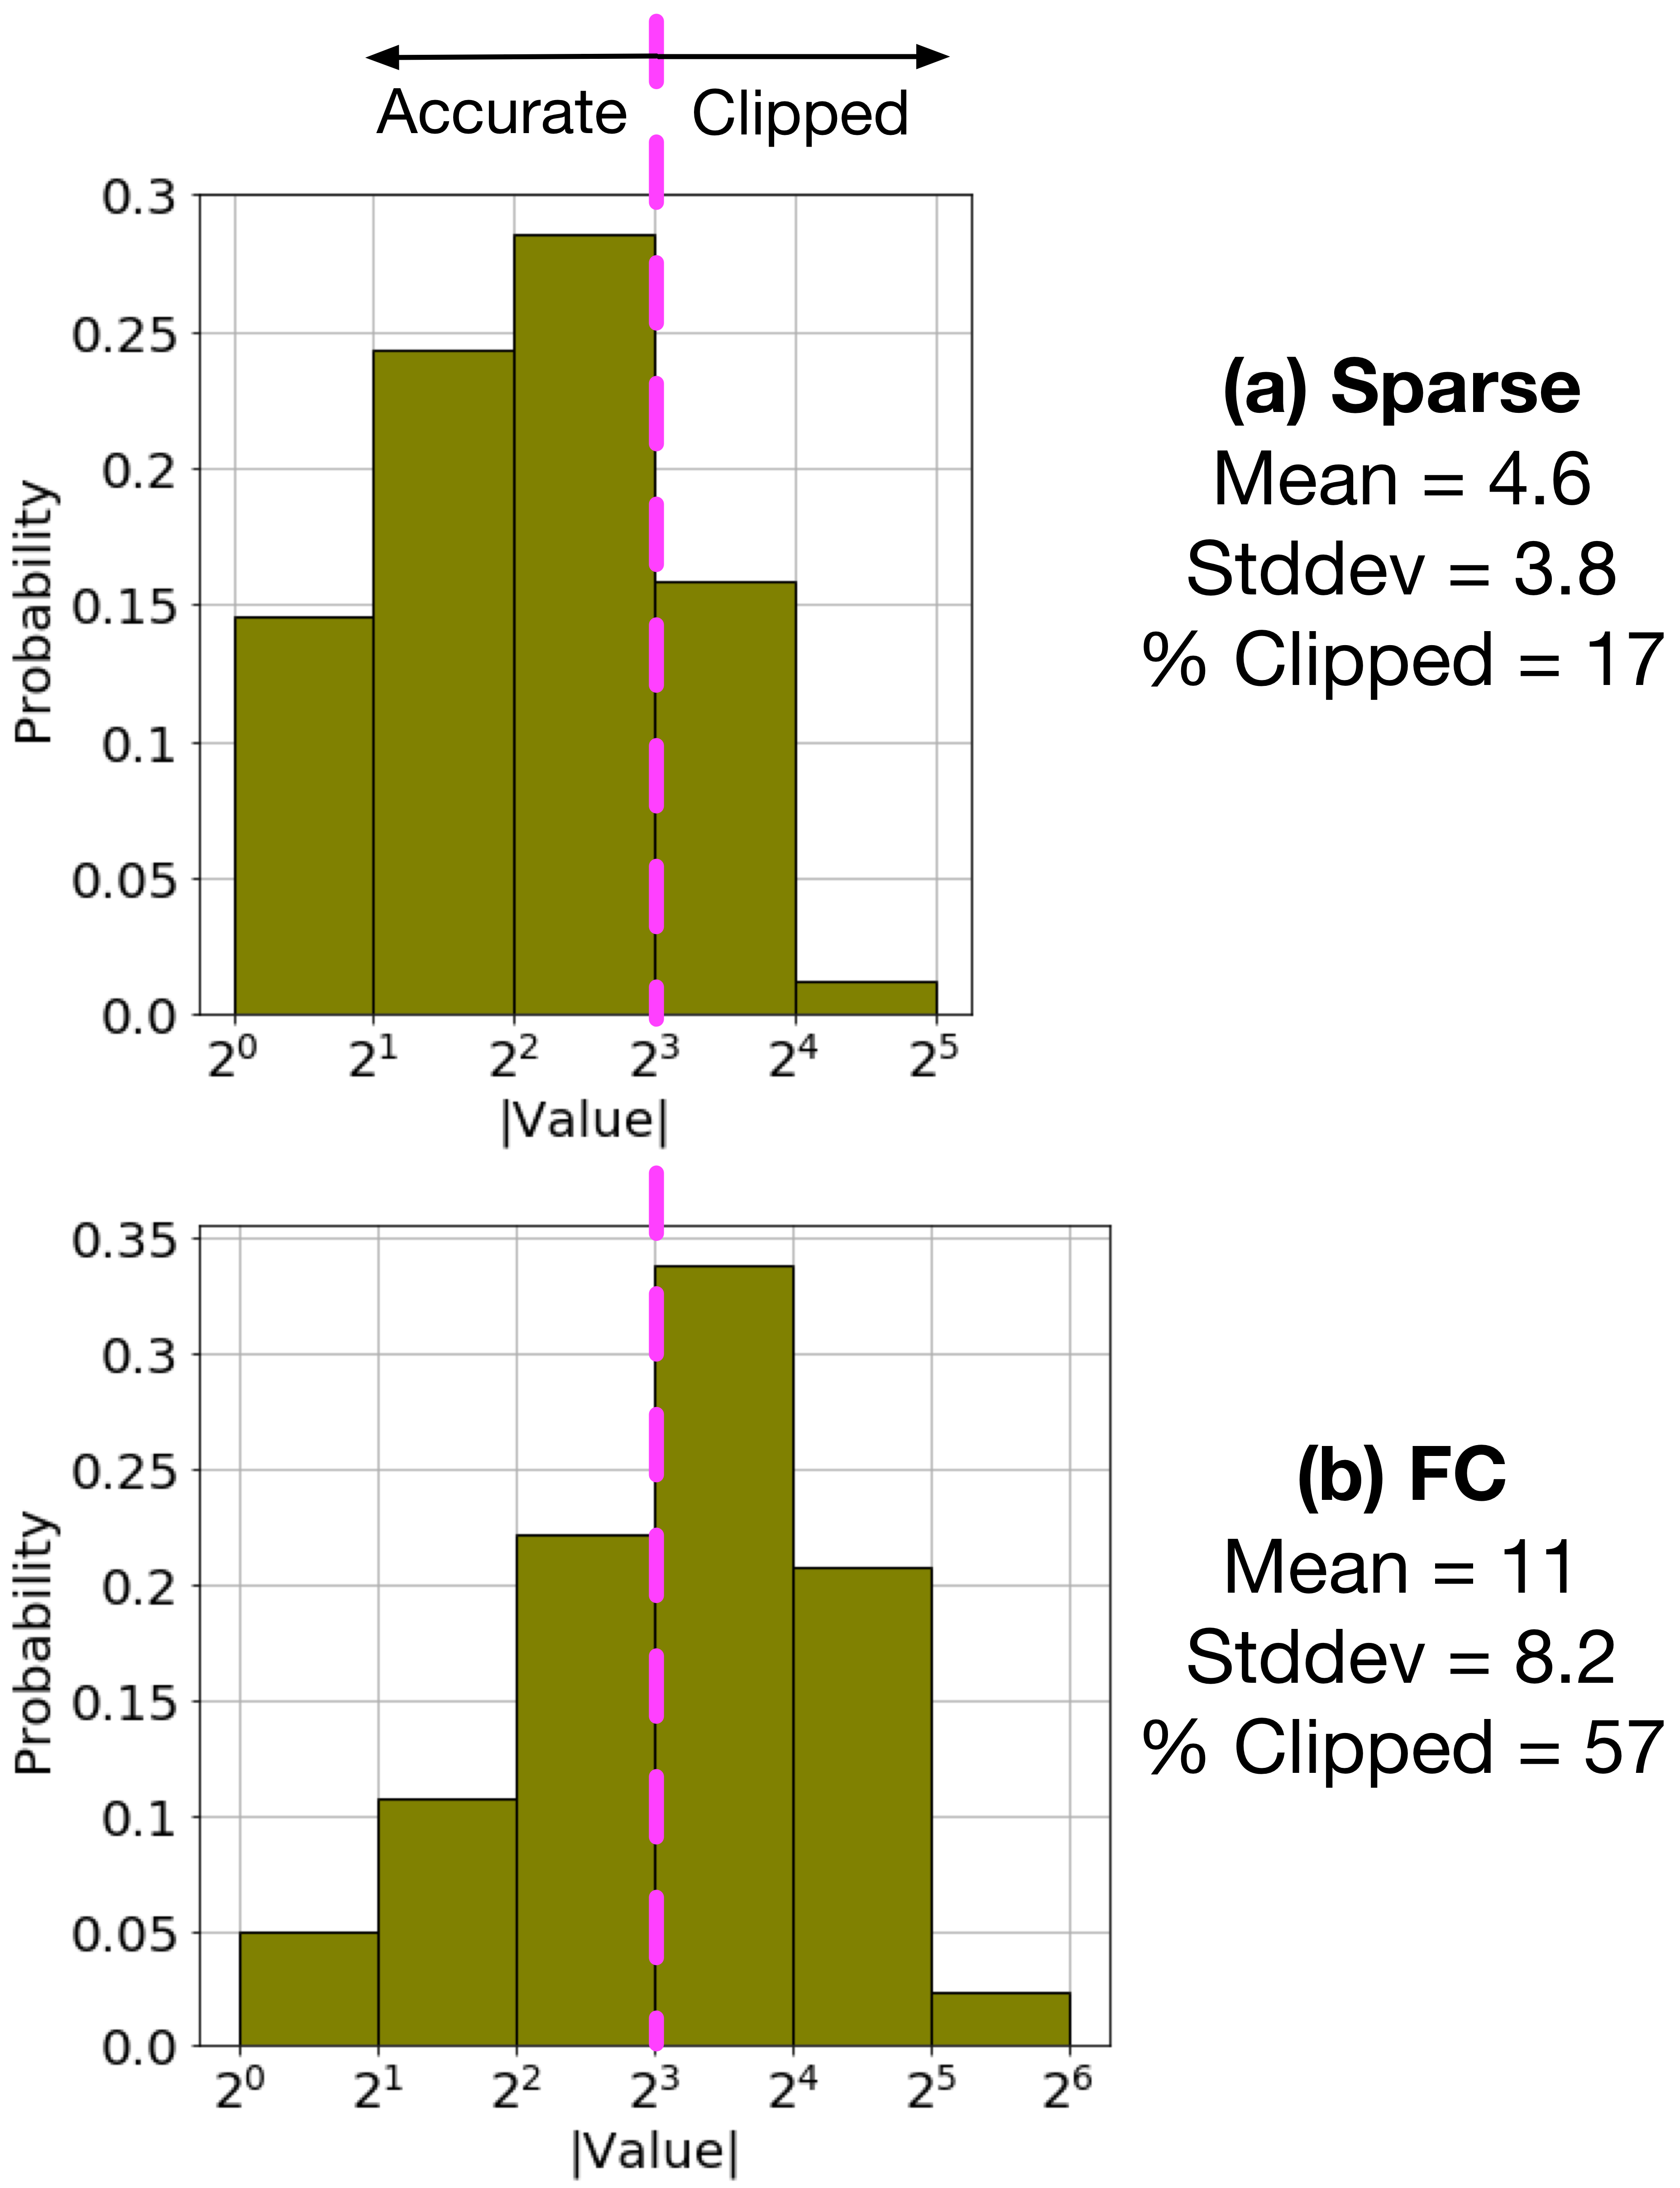 Accurate Clipped
0.3
0.25
0.2
0.15
0.1
0.05
0.0
Probability
2⁰ 2¹ 2² 2³ 2⁴ 2⁵
|Value|
(a) Sparse
Mean = 4.6
Stddev = 3.8
% Clipped = 17
0.35
0.3
0.25
0.2
0.15
0.1
0.05
0.0
Probability
2⁰ 2¹ 2² 2³ 2⁴ 2⁵ 2⁶
|Value|
(b) FC
Mean = 11
Stddev = 8.2
% Clipped = 57